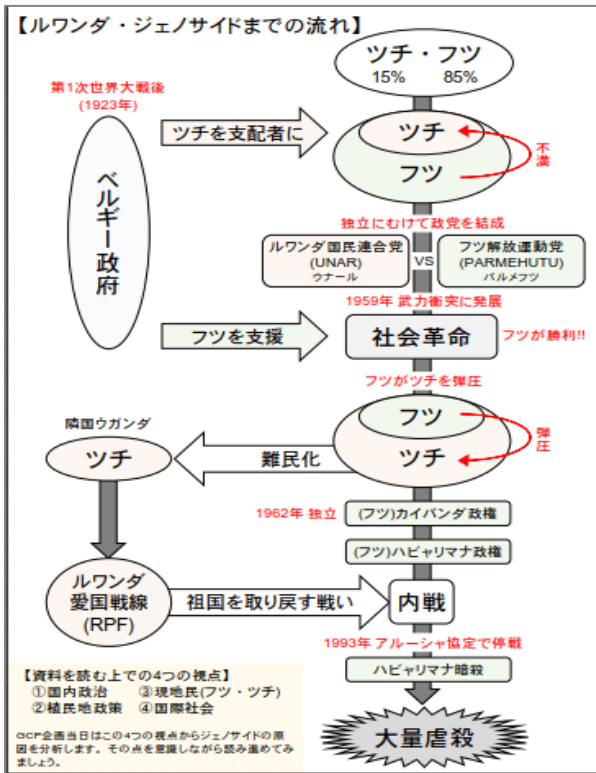 【ルワンダ・ジェノサイドまでの流れ】
ツチ・フツ
15% 85%
第1次世界大戦後
(1923年)
ベルギー政府
ツチを支配者に
ツチ
フツ
不満
独立にむけて政党を結成
ルワンダ国民連合党
(UNAR)
ウナール
VS
フツ解放運動党
(PARMEHUTU)
パルメフツ
1959年 武力衝突に発展
フツを支援
社会革命
フツが勝利!!
フツがツチを弾圧
フツ
ツチ
弾圧
隣国ウガンダ
ツチ
難民化
1962年 独立
(フツ)カイバンダ政権
(フツ)ハビャリマナ政権
ルワンダ
愛国戦線
(RPF)
祖国を取り戻す戦い
内戦
1993年 アルーシャ協定で停戦
ハビャリマナ暗殺
大量虐殺
【資料を読む上での4つの視点】
①国内政治 ③現地民(フツ・ツチ)
②植民地政策 ④国際社会
GCP企画当日はこの4つの視点からジェノサイドの原
因を分析します。その点を意識しながら読み進めてみ
ましょう。